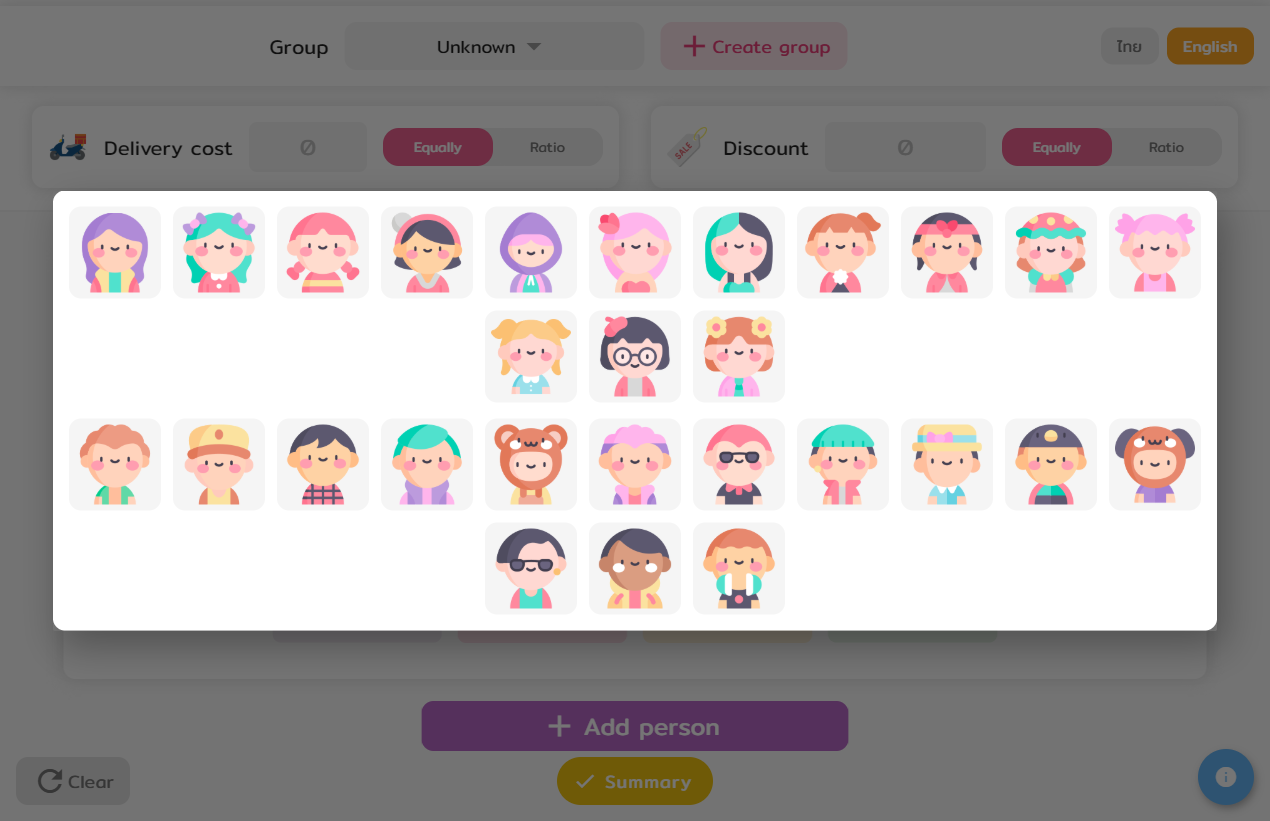 Group Unknown Create group ไทย English
Delivery cost 0 Equally Ratio SALE Discount 0 Equally Ratio
Add person
Clear Summary